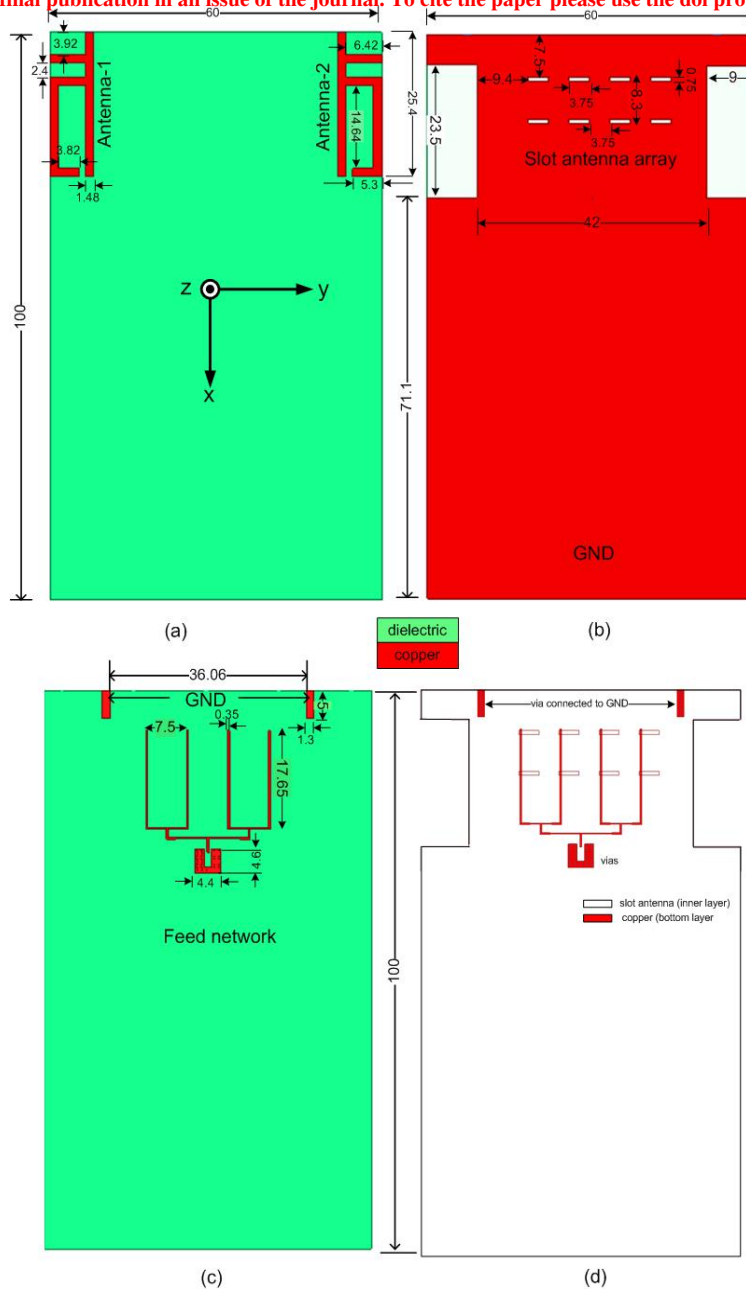 final publication in an issue of the journal. To cite the paper please use the doi pro
60
3.92
2.4
Antenna-1
3.82
1.48
Antenna-2
6.42
14.64
25.4
5.3
100
z
y
x
(a)
60
7.5
9.4
3.75
8.3
0.75
9
23.5
3.75
Slot antenna array
42
71.1
GND
(b)
dielectric
copper
36.06
GND
5
0.35
1.3
7.5
17.65
4.6
4.4
Feed network
100
(c)
via connected to GND
vias
slot antenna (inner layer)
copper (bottom layer
(d)